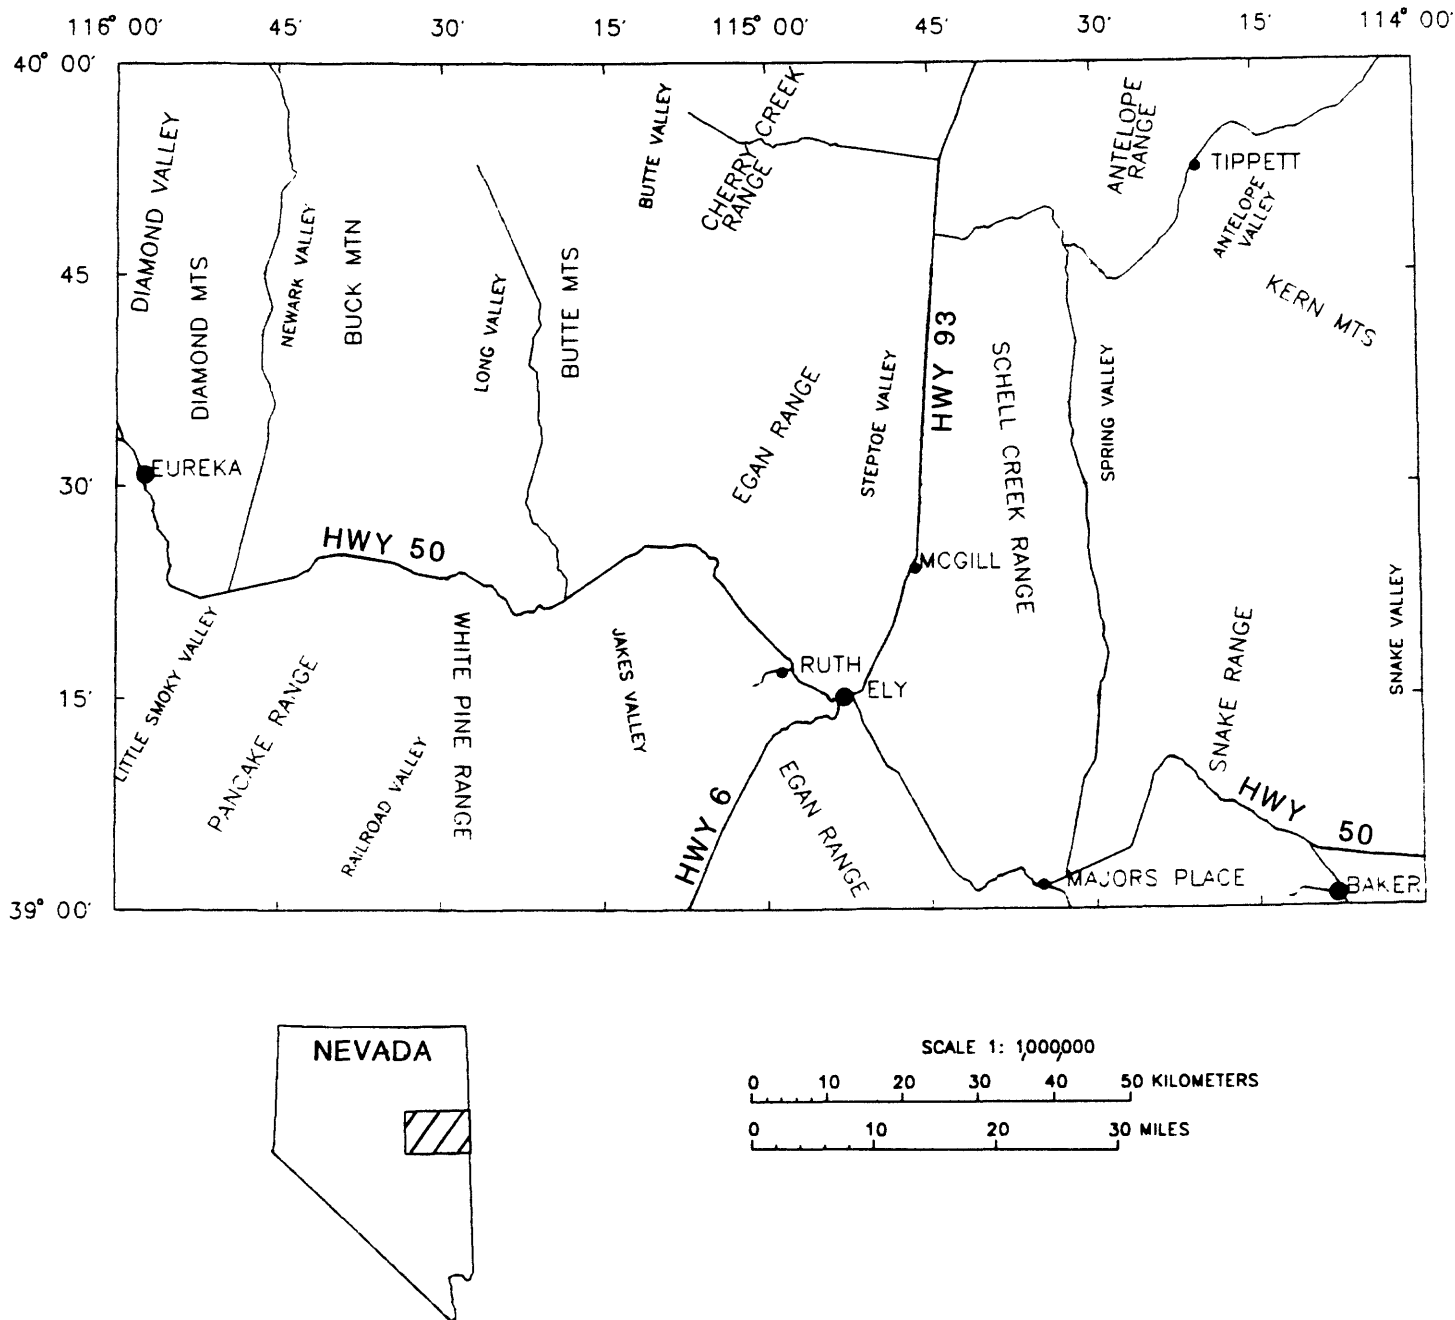 116° 00′ 45′ 30′ 15′ 115° 00′ 45′ 30′ 15′ 114° 00′
40° 00′
45
30′
15′
39° 00′
DIAMOND VALLEY
DIAMOND MTS
NEWARK VALLEY
BUCK MTN
LONG VALLEY
BUTTE MTS
BUTTE VALLEY
CHERRY CREEK
RANGE
ANTELOPE
RANGE
TIPPETT
ANTELOPE
VALLEY
KERN MTS
EGAN RANGE
STEPTOE VALLEY
HWY 93
SCHELL CREEK RANGE
SPRING VALLEY
EUREKA
HWY 50
MCGILL
SNAKE VALLEY
LITTLE SMOKY VALLEY
PANCAKE RANGE
RAILROAD VALLEY
WHITE PINE RANGE
JAKES VALLEY
RUTH
ELY
SNAKE RANGE
HWY 6
EGAN RANGE
HWY 50
MAJORS PLACE
BAKER
NEVADA
SCALE 1: 1,000,000
0 10 20 30 40 50 KILOMETERS
0 10 20 30 MILES